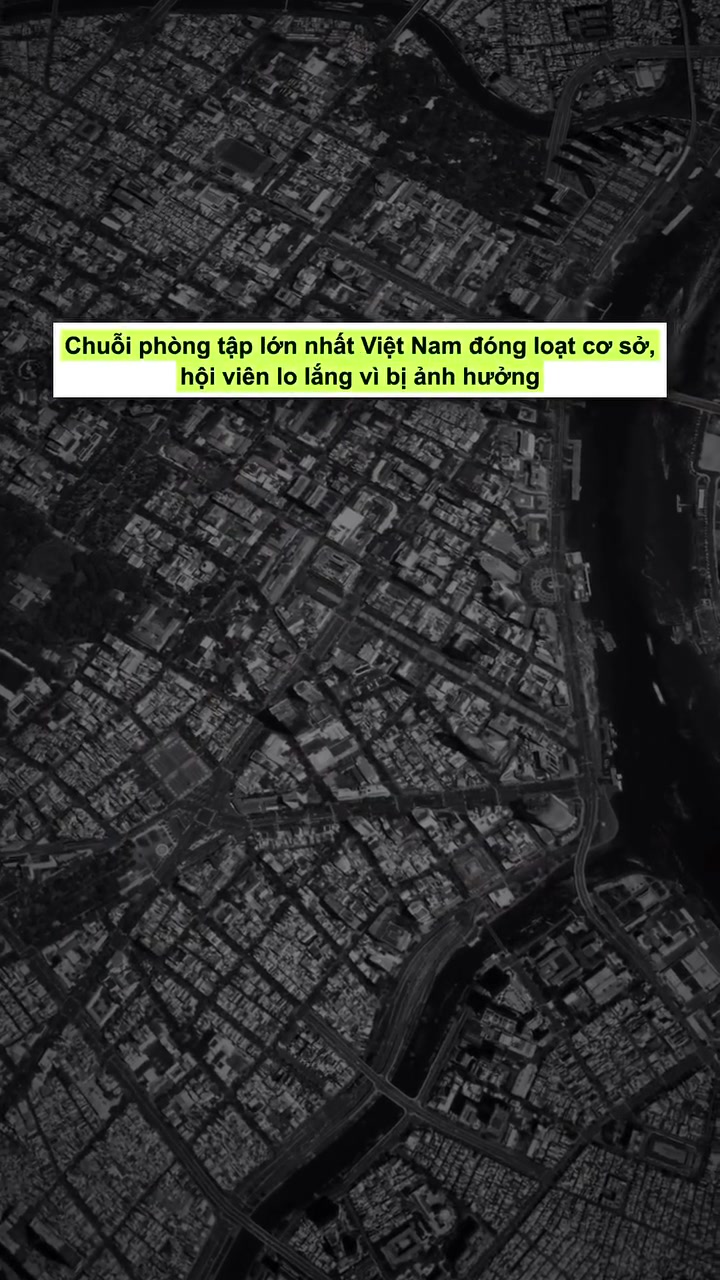 Chuỗi phòng tập lớn nhất Việt Nam đóng loạt cơ sở,
hội viên lo lắng vì bị ảnh hưởng